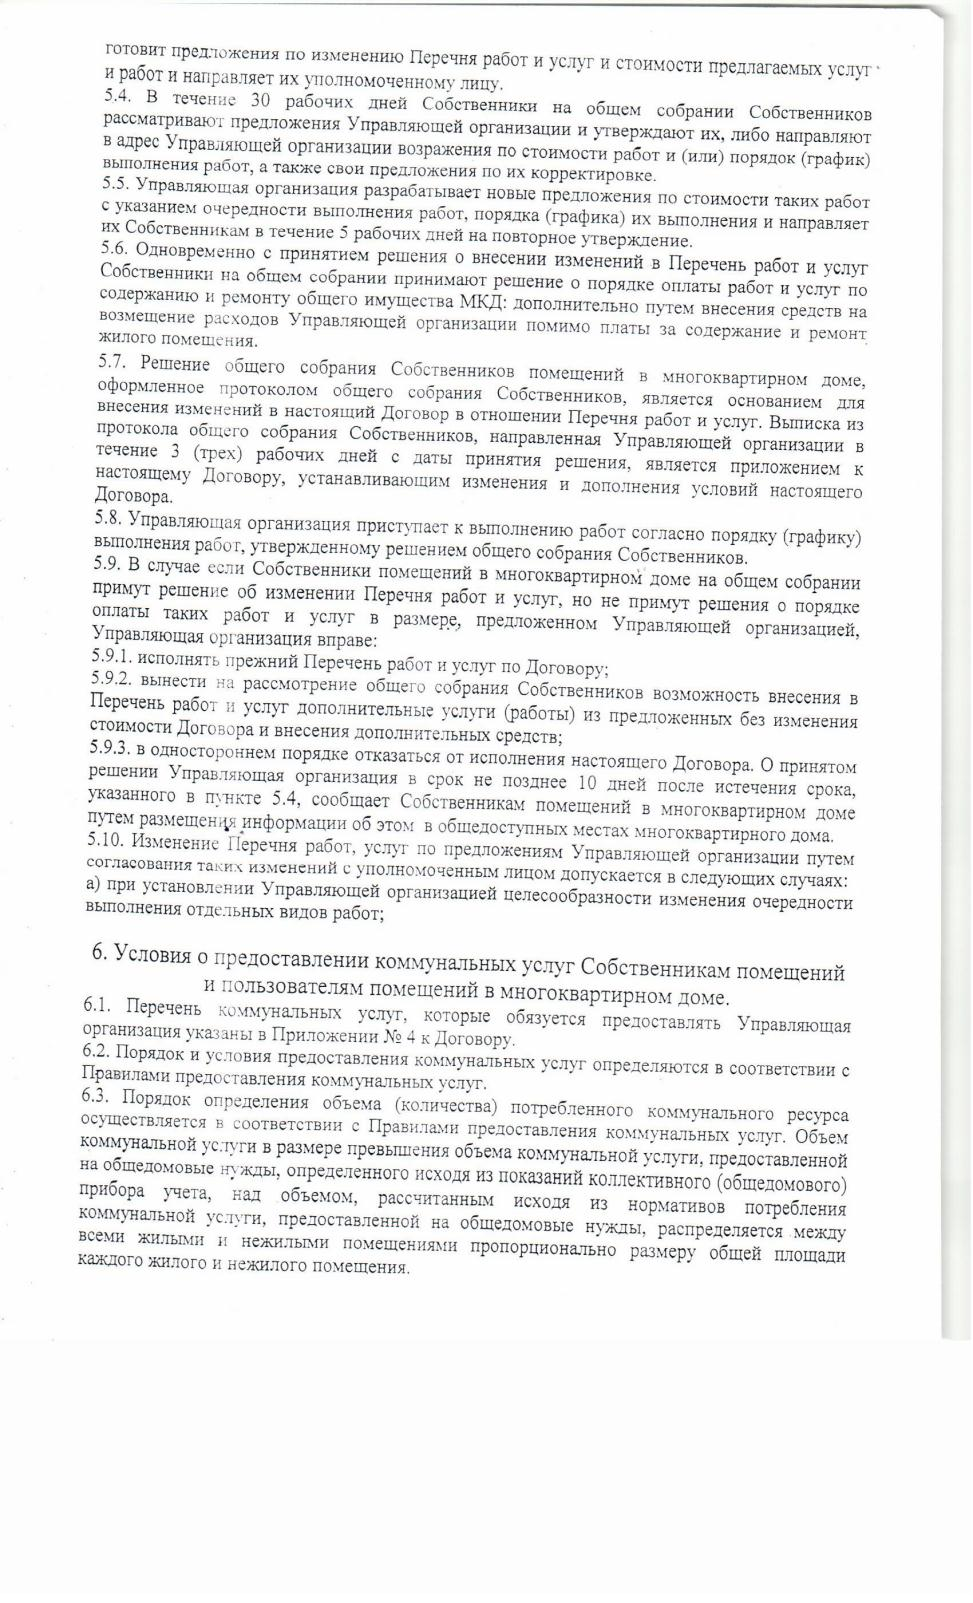 готовит предложения по изменению Перечня работ и услуг и стоимости предлагаемых услуг
и работ и направляет их уполномоченному лицу.
5.4. В течение 30 рабочих дней Собственники на общем собрании Собственников
рассматривают предложения Управляющей организации и утверждают их, либо направляют
в адрес Управляющей организации возражения по стоимости работ и (или) порядок (график)
выполнения работ, а также свои предложения по их корректировке.
5.5. Управляющая организация разрабатывает новые предложения по стоимости таких работ
с указанием очередности выполнения работ, порядка (графика) их выполнения и направляет
их Собственникам в течение 5 рабочих дней на повторное утверждение.
5.6. Одновременно с принятием решения о внесении изменений в Перечень работ и услуг
Собственники на общем собрании принимают решение о порядке оплаты работ и услуг по
содержанию и ремонту общего имущества МКД: дополнительно путем внесения средств на
возмещение расходов Управляющей организации помимо платы за содержание и ремонт
жилого помещения.
5.7. Решение общего собрания Собственников помещений в многоквартирном доме,
оформленное протоколом общего собрания Собственников, является основанием для
внесения изменений в настоящий Договор в отношении Перечня работ и услуг. Выписка из
протокола общего собрания Собственников, направленная Управляющей организации в
течение 3 (трех) рабочих дней с даты принятия решения, является приложением к
настоящему Договору, устанавливающим изменения и дополнения условий настоящего
Договора.
5.8. Управляющая организация приступает к выполнению работ согласно порядку (графику)
выполнения работ, утвержденному решением общего собрания Собственников.
5.9. В случае если Собственники помещений в многоквартирном доме на общем собрании
примут решение об изменении Перечня работ и услуг, но не примут решения о порядке
оплаты таких работ и услуг в размере, предложенном Управляющей организацией,
Управляющая организация вправе:
5.9.1. исполнять прежний Перечень работ и услуг по Договору;
5.9.2. вынести на рассмотрение общего собрания Собственников возможность внесения в
Перечень работ и услуг дополнительные услуги (работы) из предложенных без изменения
стоимости Договора и внесения дополнительных средств;
5.9.3. в одностороннем порядке отказаться от исполнения настоящего Договора. О принятом
решении Управляющая организация в срок не позднее 10 дней после истечения срока,
указанного в пункте 5.4, сообщает Собственникам помещений в многоквартирном доме
путем размещения информации об этом в общедоступных местах многоквартирного дома.
5.10. Изменение Перечня работ, услуг по предложениям Управляющей организации путем
согласования таких изменений с уполномоченным лицом допускается в следующих случаях:
а) при установлении Управляющей организацией целесообразности изменения очередности
выполнения отдельных видов работ;
6. Условия о предоставлении коммунальных услуг Собственникам помещений
и пользователям помещений в многоквартирном доме.
6.1. Перечень коммунальных услуг, которые обязуется предоставлять Управляющая
организация указаны в Приложении № 4 к Договору.
6.2. Порядок и условия предоставления коммунальных услуг определяются в соответствии с
Правилами предоставления коммунальных услуг.
6.3. Порядок определения объема (количества) потребленного коммунального ресурса
осуществляется в соответствии с Правилами предоставления коммунальных услуг. Объем
коммунальной услуги в размере превышения объема коммунальной услуги, предоставленной
на общедомовые нужды, определенного исходя из показаний коллективного (общедомового)
прибора учета, над объемом, рассчитанным исходя из нормативов потребления
коммунальной услуги, предоставленной на общедомовые нужды, распределяется между
всеми жилыми и нежилыми помещениями пропорционально размеру общей площади
каждого жилого и нежилого помещения.